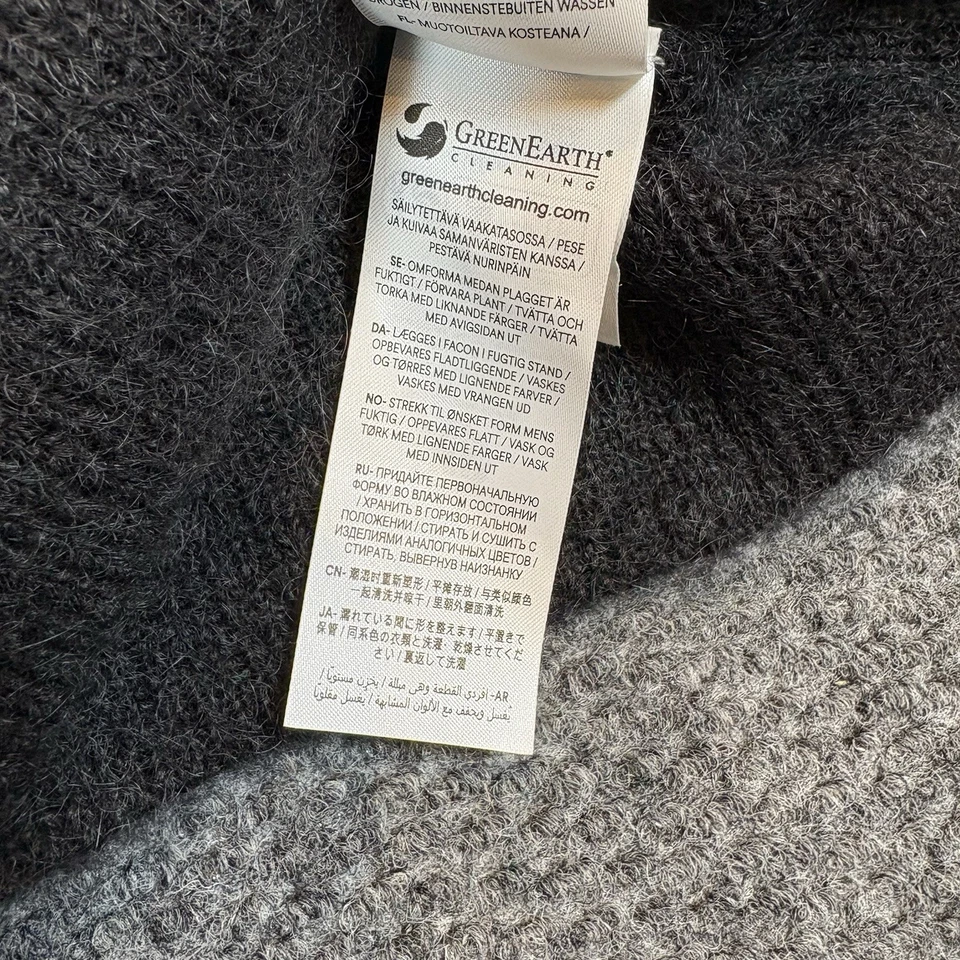 DROGEN / BINNENSTEBUITEN WASSEN
FI- MUOTOILTAVA KOSTEANA /
GREENEARTH
CLEANING
greenearthcleaning.com
SÄILYTETTÄVÄ VAAKATASOSSA / PESE
JA KUIVAA SAMANVÄRISTEN KANSSA /
PESTÄVÄ NURINPÄIN
SE- OMFORMA MEDAN PLAGGET ÄR
FUKTIGT / FÖRVARA PLANT / TVÄTTA OCH
TORKA MED LIKNANDE FÄRGER / TVÄTTA
MED AVIGSIDAN UT
DA- LÆGGES I FACON I FUGTIG STAND /
OPBEVARES FLADTLIGGENDE / VASKES
OG TØRRES MED LIGNENDE FARVER /
VASKES MED VRANGEN UD
NO- STREKK TIL ØNSKET FORM MENS
FUKTIG / OPPEVARES FLATT / VASK OG
TØRK MED LIGNENDE FARGER / VASK
MED INNSIDEN UT
RU- ПРИДАЙТЕ ПЕРВОНАЧАЛЬНУЮ
ФОРМУ ВО ВЛАЖНОМ СОСТОЯНИИ
/ ХРАНИТЬ В ГОРИЗОНТАЛЬНОМ
ПОЛОЖЕНИИ / СТИРАТЬ И СУШИТЬ С
ИЗДЕЛИЯМИ АНАЛОГИЧНЫХ ЦВЕТОВ /
СТИРАТЬ, ВЫВЕРНУВ НАИЗНАНКУ
CN- 潮湿时重新塑形 / 平摊存放 / 与类似颜色
一起清洗并晾干 / 里朝外翻面清洗
JA- 濡れている間に形を整えます / 平置きで
保管 / 同系色の衣類と洗濯、乾燥させてくだ
さい / 裏返して洗濯
AR- افردي القطعة وهي مبللة / يخزن مستويًا /
يُغسل ويجفف مع الألوان المشابهة / يغسل مقلوبًا